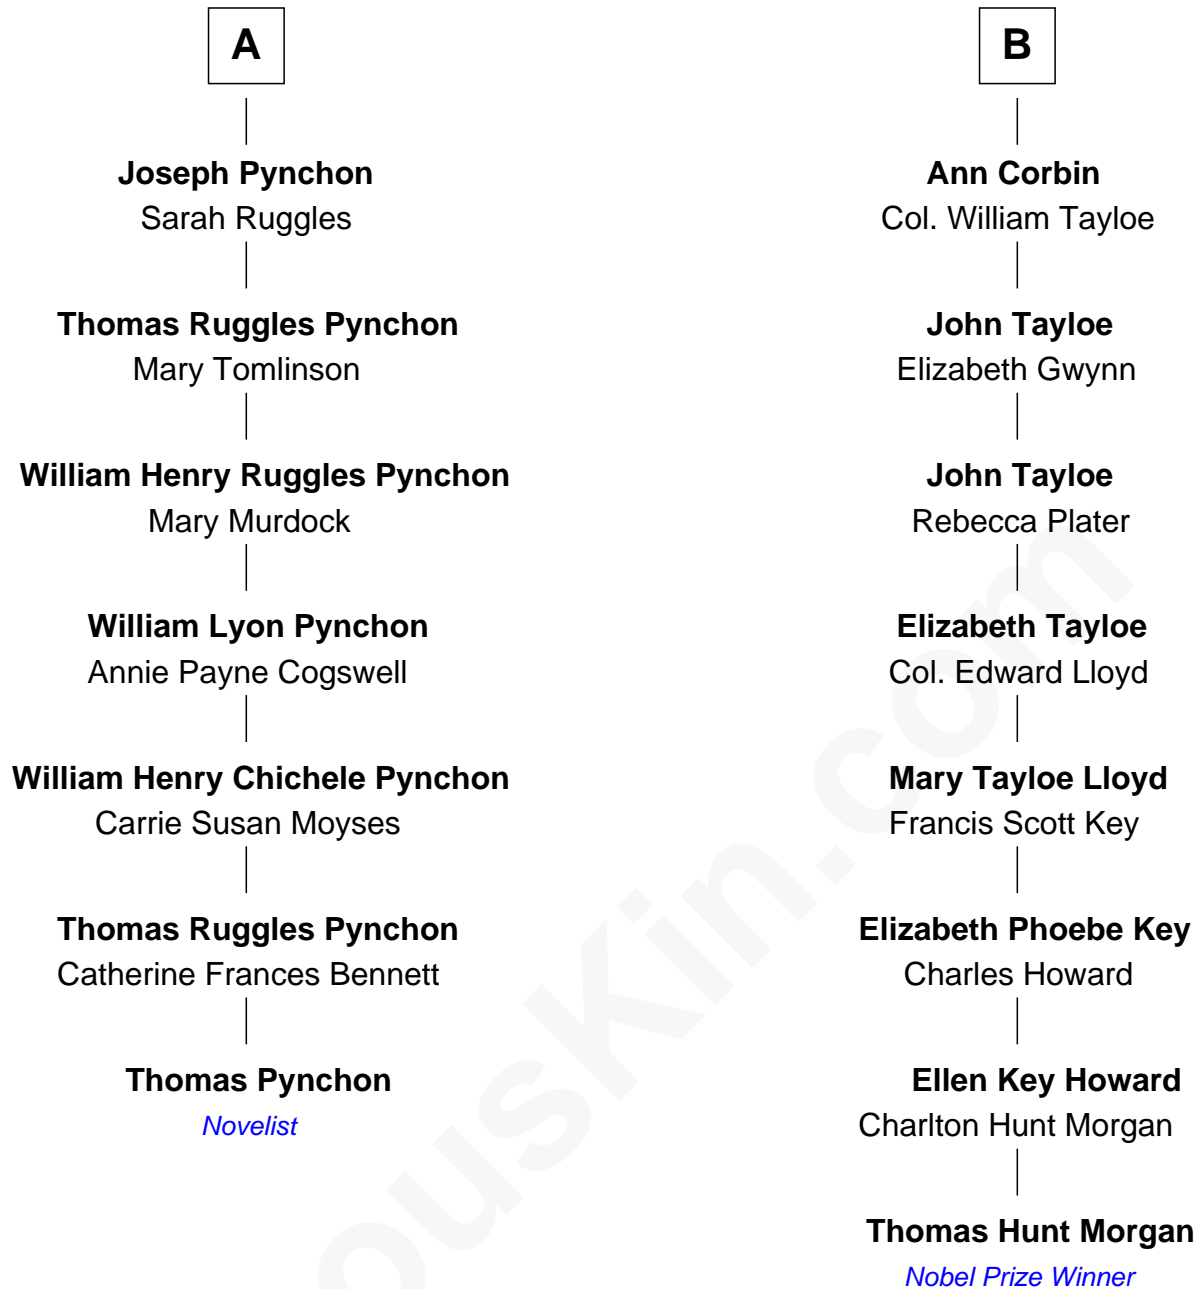 A
Joseph Pynchon
Sarah Ruggles
Thomas Ruggles Pynchon
Mary Tomlinson
William Henry Ruggles Pynchon
Mary Murdock
William Lyon Pynchon
Annie Payne Cogswell
William Henry Chichele Pynchon
Carrie Susan Moyses
Thomas Ruggles Pynchon
Catherine Frances Bennett
Thomas Pynchon
Novelist
B
Ann Corbin
Col. William Tayloe
John Tayloe
Elizabeth Gwynn
John Tayloe
Rebecca Plater
Elizabeth Tayloe
Col. Edward Lloyd
Mary Tayloe Lloyd
Francis Scott Key
Elizabeth Phoebe Key
Charles Howard
Ellen Key Howard
Charlton Hunt Morgan
Thomas Hunt Morgan
Nobel Prize Winner
ousKin.com